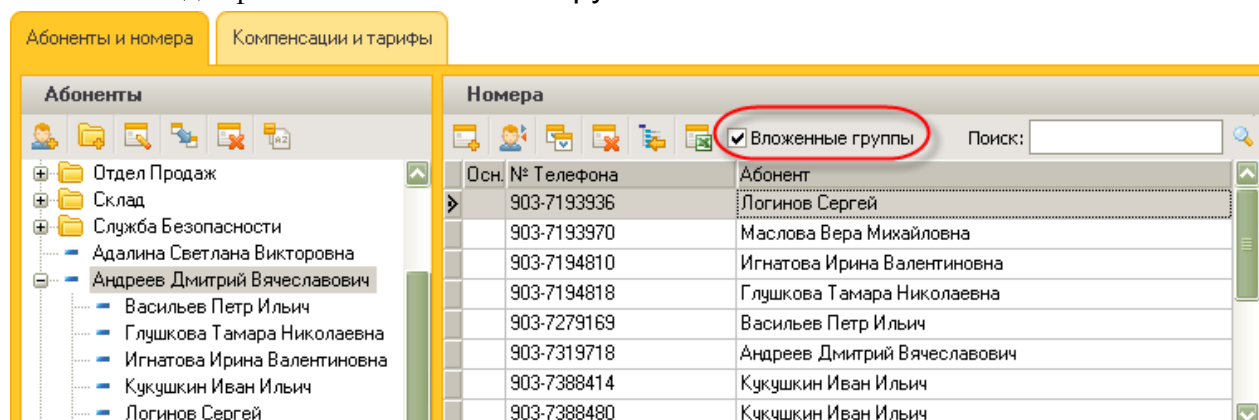 Абоненты и номера
Компенсации и тарифы
Абоненты
Номера
Вложенные группы
Поиск:
Отдел Продаж
Склад
Служба Безопасности
Адалина Светлана Викторовна
Андреев Дмитрий Вячеславович
Васильев Петр Ильич
Глушкова Тамара Николаевна
Игнатова Ирина Валентиновна
Кукушкин Иван Ильич
Логинов Сергей
Осн. № Телефона Абонент
903-7193936 Логинов Сергей
903-7193970 Маслова Вера Михайловна
903-7194810 Игнатова Ирина Валентиновна
903-7194818 Глушкова Тамара Николаевна
903-7279169 Васильев Петр Ильич
903-7319718 Андреев Дмитрий Вячеславович
903-7388414 Кукушкин Иван Ильич
903-7388480 Кукушкин Иван Ильич